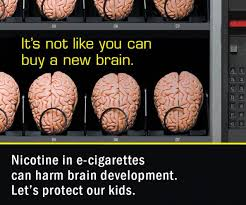 It's not like you can
buy a new brain.
Nicotine in e-cigarettes
can harm brain development.
Let's protect our kids.